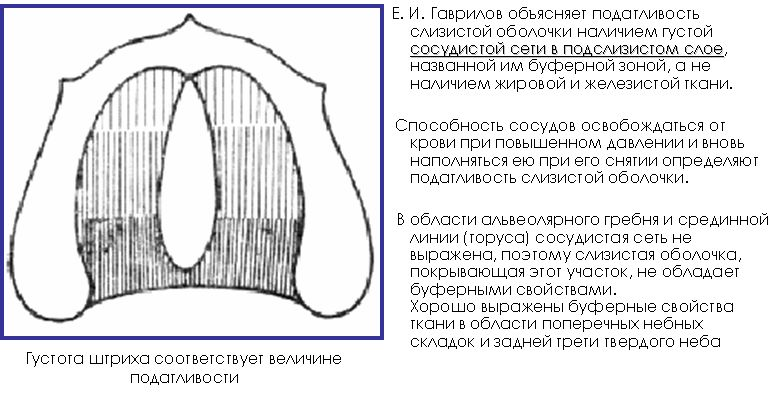 Е. И. Гаврилов объясняет податливость
слизистой оболочки наличием густой
сосудистой сети в подслизистом слое,
названной им буферной зоной, а не
наличием жировой и железистой ткани.
Способность сосудов освобождаться от
крови при повышенном давлении и вновь
наполняться ею при его снятии определяют
податливость слизистой оболочки.
В области альвеолярного гребня и срединной
линии (торуса) сосудистая сеть не
выражена, поэтому слизистая оболочка,
покрывающая этот участок, не обладает
буферными свойствами.
Хорошо выражены буферные свойства
ткани в области поперечных небных
складок и задней трети твердого неба
Густота штриха соответствует величине
податливости